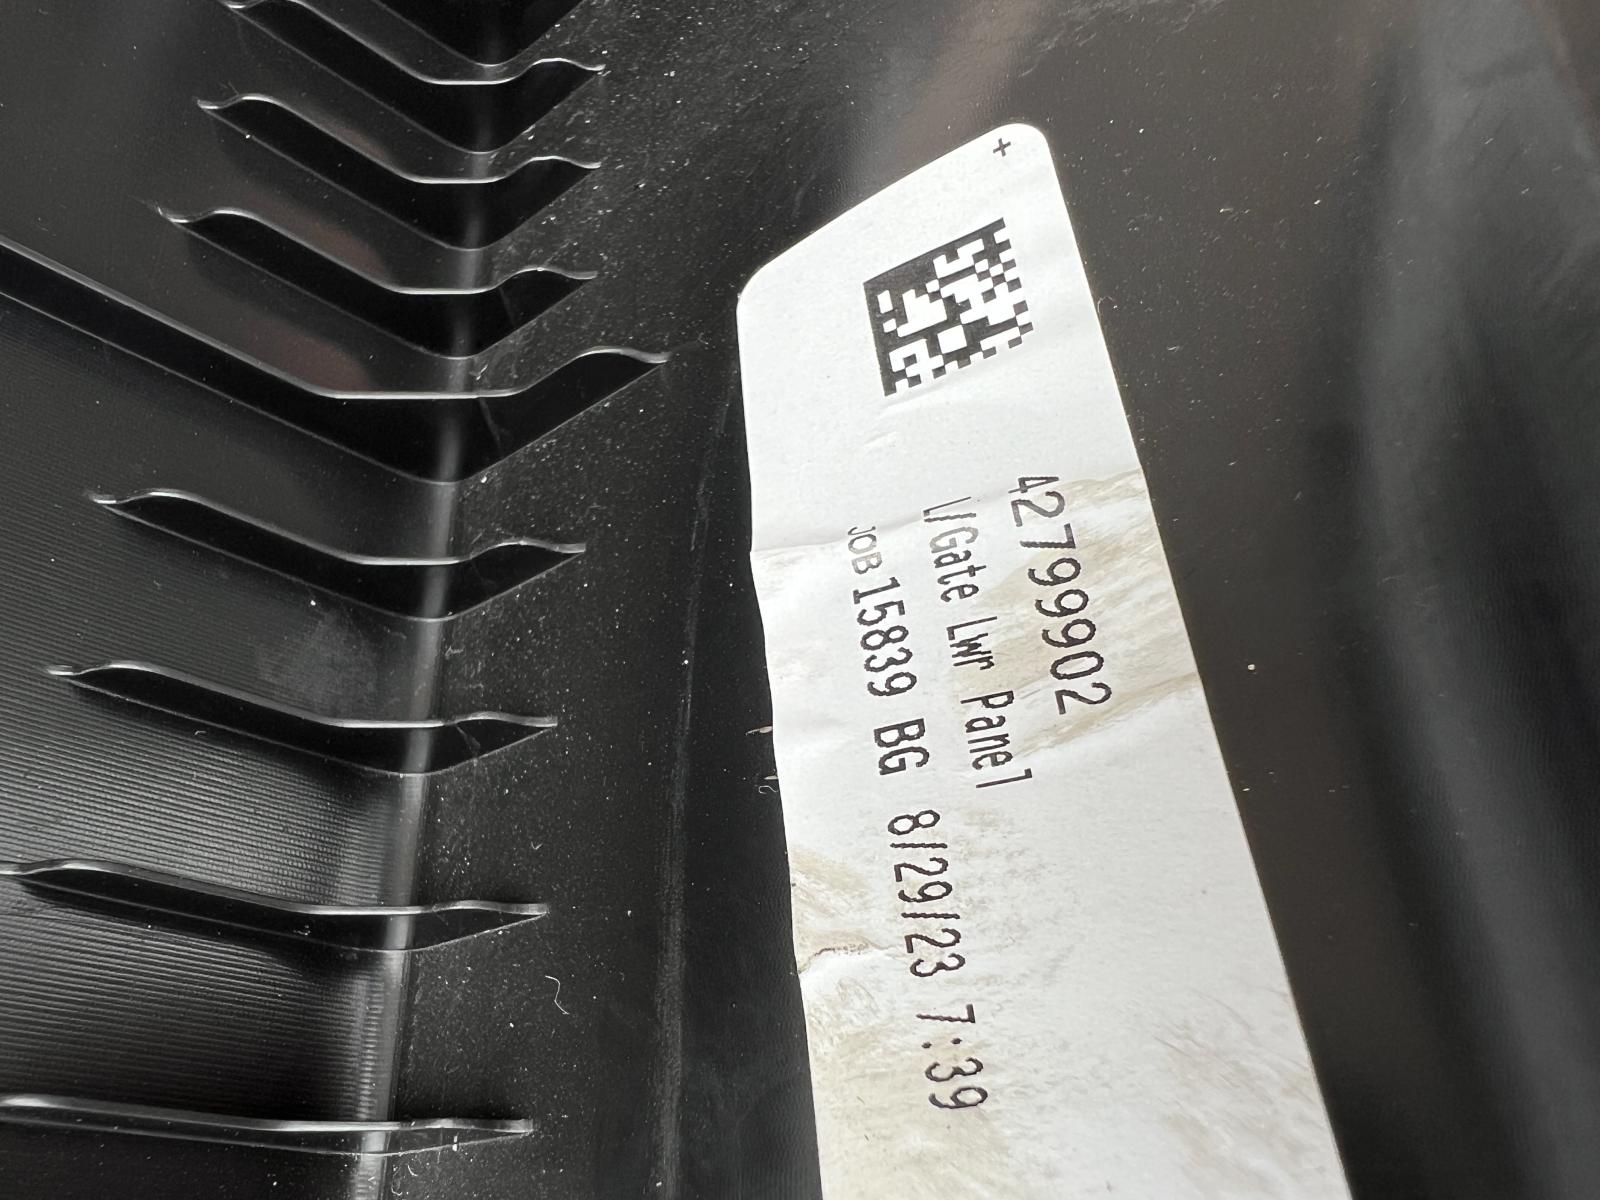 +
42799902
L/Gate Lwr Panel
JOB 15839 BG 8/29/23 7:39